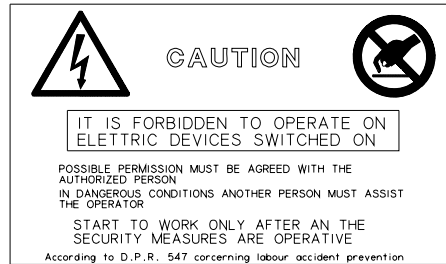 CAUTION
IT IS FORBIDDEN TO OPERATE ON
ELETTRIC DEVICES SWITCHED ON
POSSIBLE PERMISSION MUST BE AGREED WITH THE
AUTHORIZED PERSON
IN DANGEROUS CONDITIONS ANOTHER PERSON MUST ASSIST
THE OPERATOR
START TO WORK ONLY AFTER AN THE
SECURITY MEASURES ARE OPERATIVE
According to D.P.R. 547 corcerning labour accident prevention